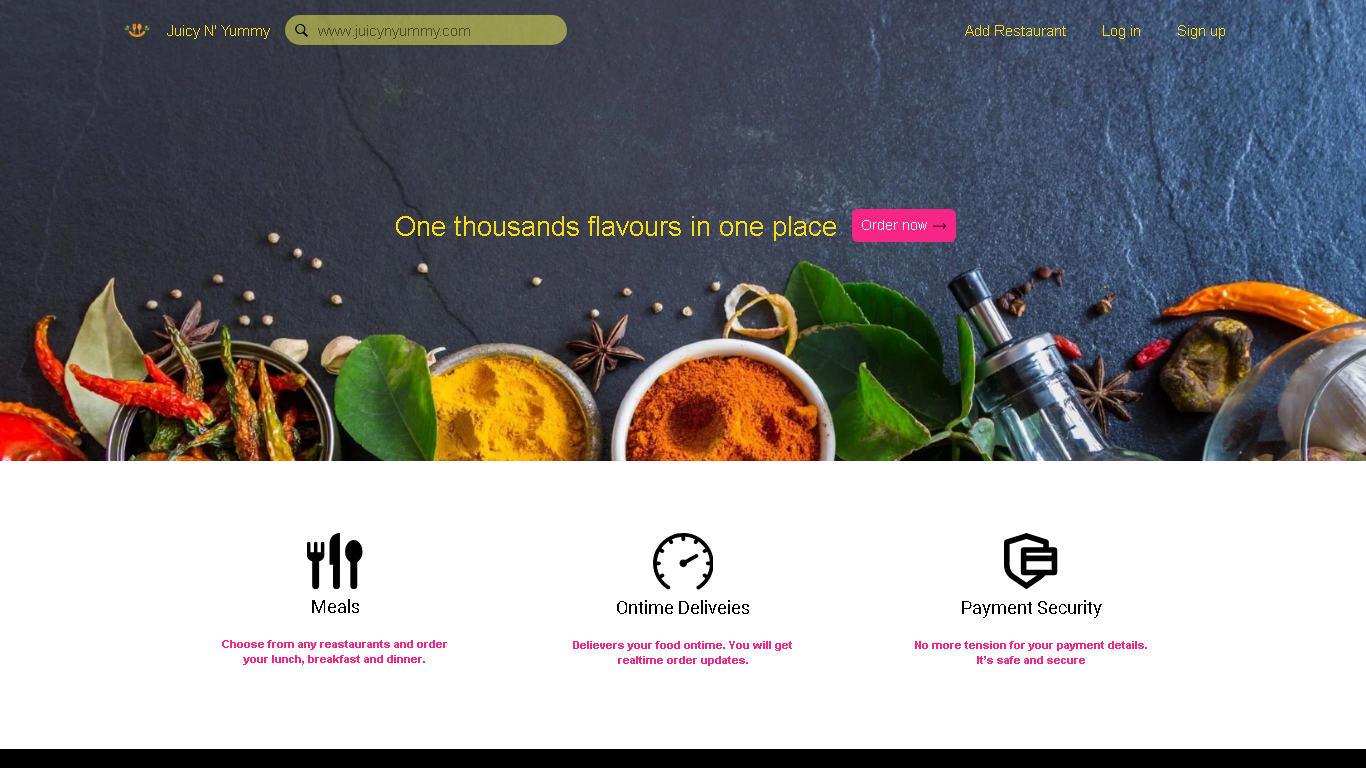 Juicy N' Yummy
www.juicynyummy.com
Add Restaurant
Log in
Sign up
One thousands flavours in one place
Order now →
Meals
Choose from any reastaurants and order
your lunch, breakfast and dinner.
Ontime Deliveies
Delievers your food ontime. You will get
realtime order updates.
Payment Security
No more tension for your payment details.
It's safe and secure